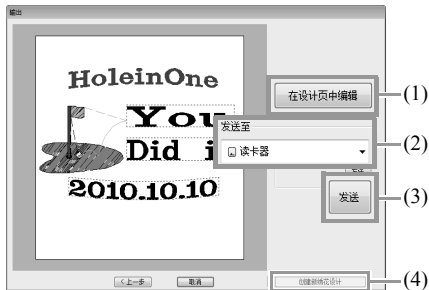 输出
HoleinOne
You
Did i
2010.10.10
在设计页中编辑
(1)
发送至
读卡器
(2)
发送
(3)
<上一步
取消
创建新绣花设计
(4)